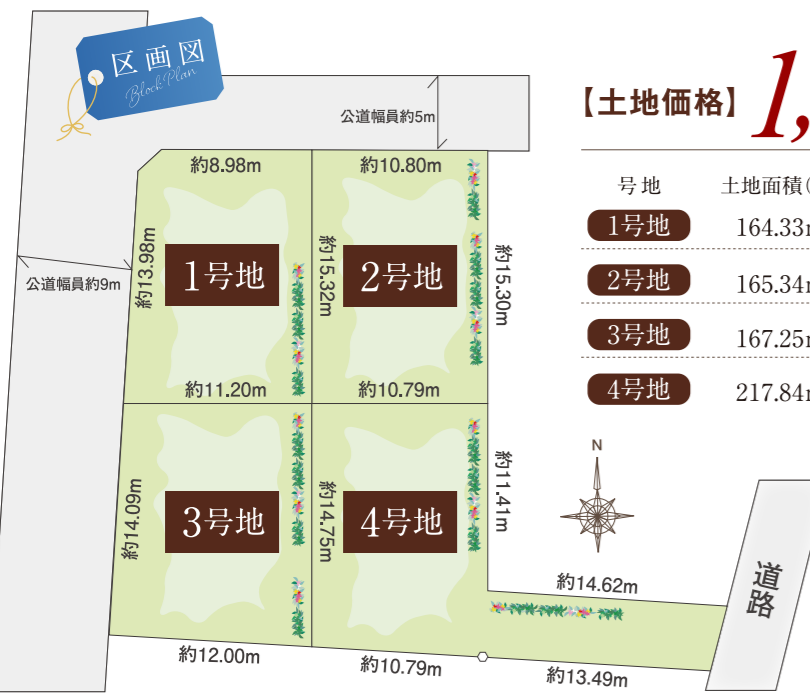 区画図
Block Plan
公道幅員約5m
公道幅員約9m
約8.98m
約10.80m
約13.98m
1号地
約15.32m
2号地
約15.30m
約11.20m
約10.79m
約14.09m
3号地
約14.75m
4号地
約11.41m
約14.62m
約12.00m
約10.79m
約13.49m
道路
N
【土地価格】1,
号地 土地面積(
1号地 164.33m
2号地 165.34m
3号地 167.25m
4号地 217.84m